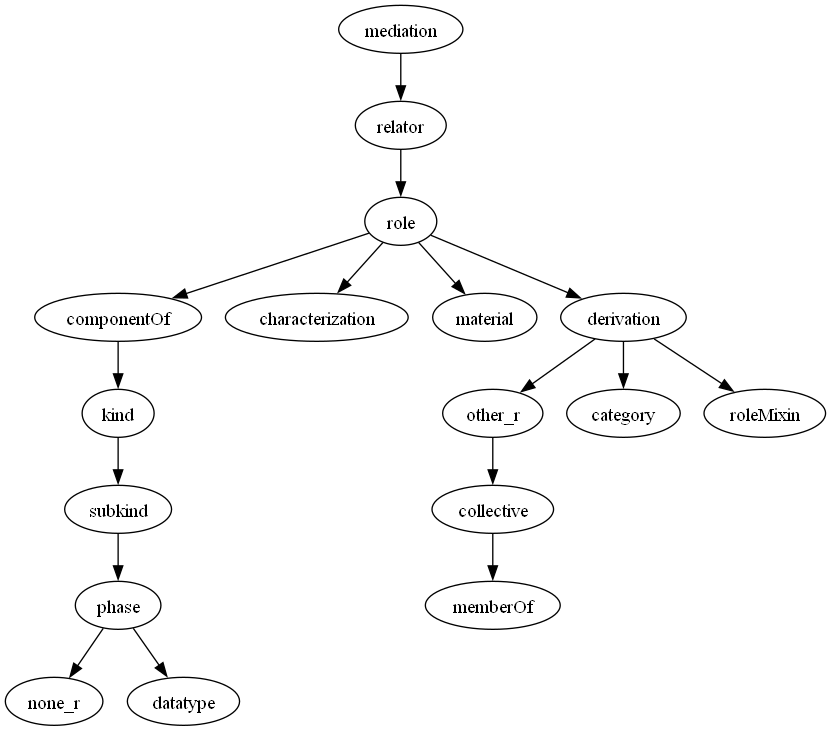 mediation
relator
role
componentOf
characterization
material
derivation
kind
other_r
category
roleMixin
subkind
collective
phase
memberOf
none_r
datatype